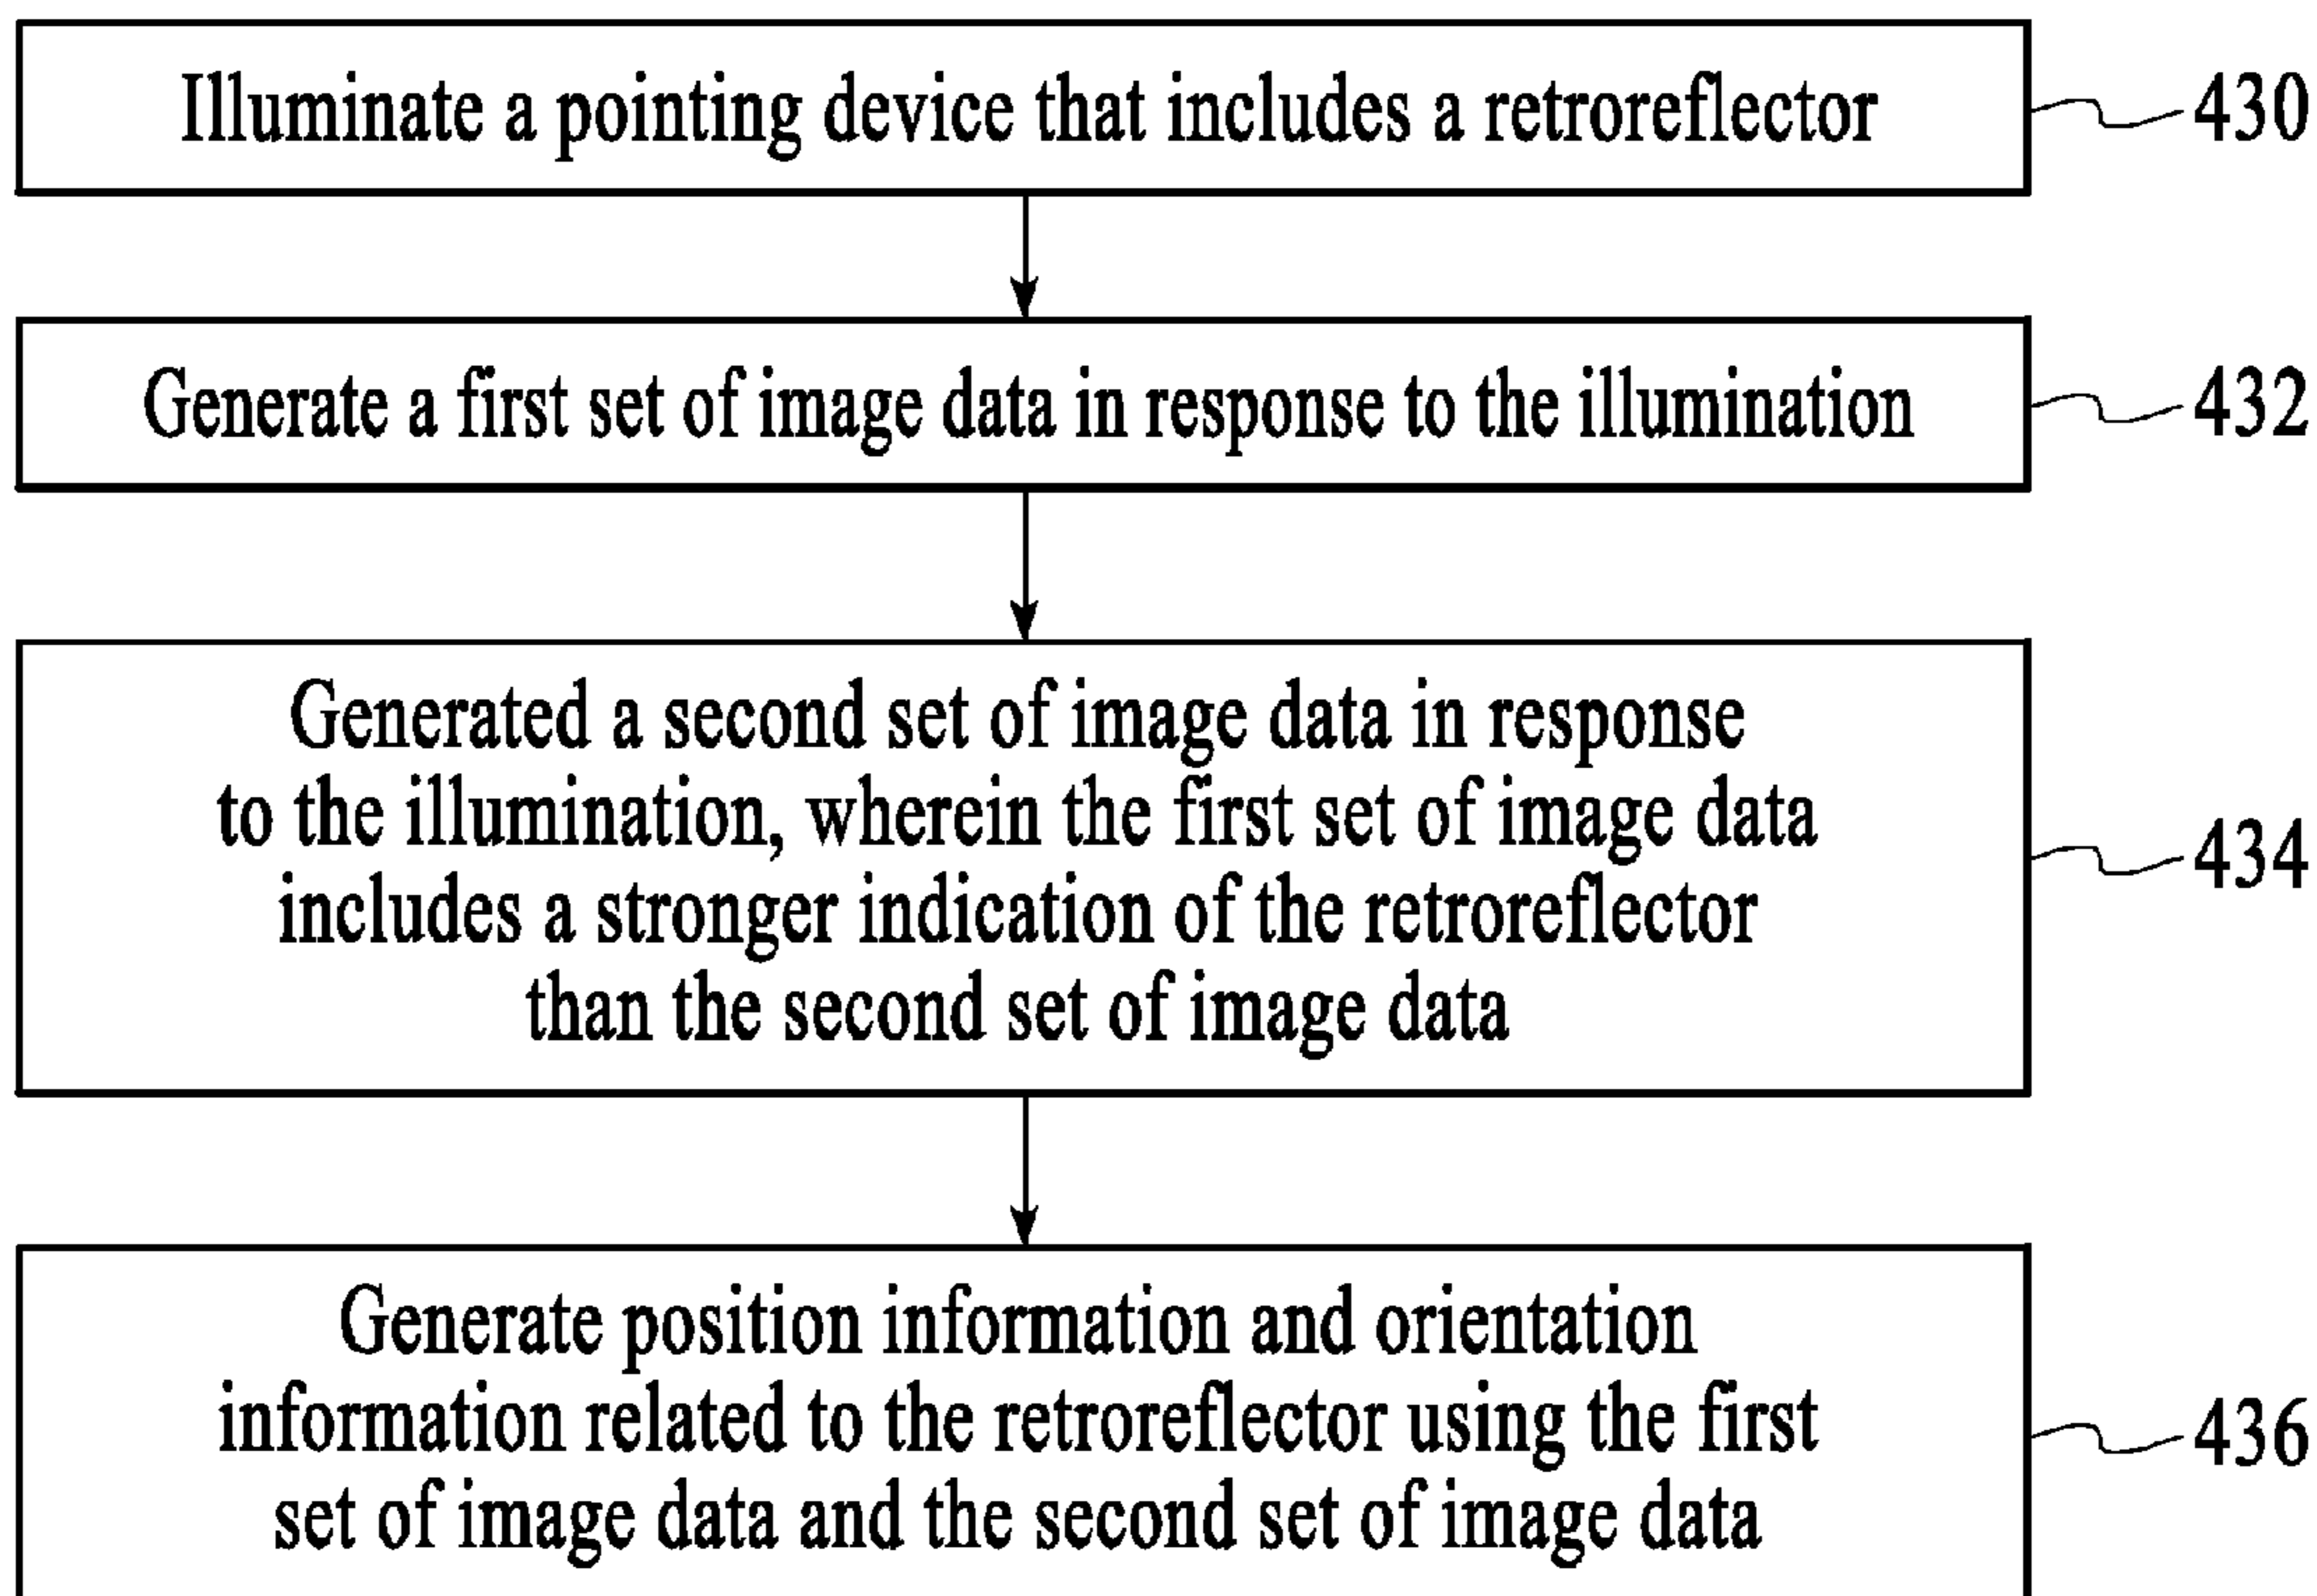 Illuminate a pointing device that includes a retroreflector
430
Generate a first set of image data in response to the illumination
432
Generated a second set of image data in response
to the illumination, wherein the first set of image data
includes a stronger indication of the retroreflector
than the second set of image data
434
Generate position information and orientation
information related to the retroreflector using the first
set of image data and the second set of image data
436